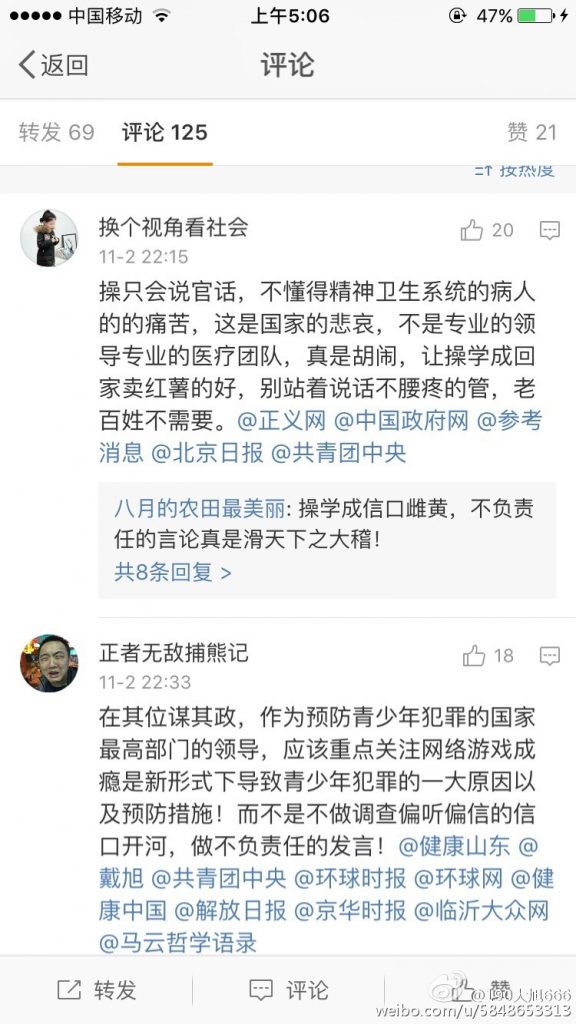 中国移动
上午5:06
47%
返回
评论
转发 69
评论 125
赞 21
按热度
换个视角看社会
20
11-2 22:15
操只会说官话，不懂得精神卫生系统的病人
的的痛苦，这是国家的悲哀，不是专业的领
导专业的医疗团队，真是胡闹，让操学成回
家卖红薯的好，别站着说话不腰疼的管，老
百姓不需要。@正义网 @中国政府网 @参考
消息 @北京日报 @共青团中央
八月的农田最美丽: 操学成信口雌黄，不负责
任的言论真是滑天下之大稽！
共8条回复 >
正者无敌捕熊记
18
11-2 22:33
在其位谋其政，作为预防青少年犯罪的国家
最高部门的领导，应该重点关注网络游戏成
瘾是新形式下导致青少年犯罪的一大原因以
及预防措施！而不是不做调查偏听偏信的信
口开河，做不负责任的发言！@健康山东 @
戴旭 @共青团中央 @环球时报 @环球网 @健
康中国 @解放日报 @京华时报 @临沂大众网
@马云哲学语录
转发
评论
赞
weibo.com/u/5848653313